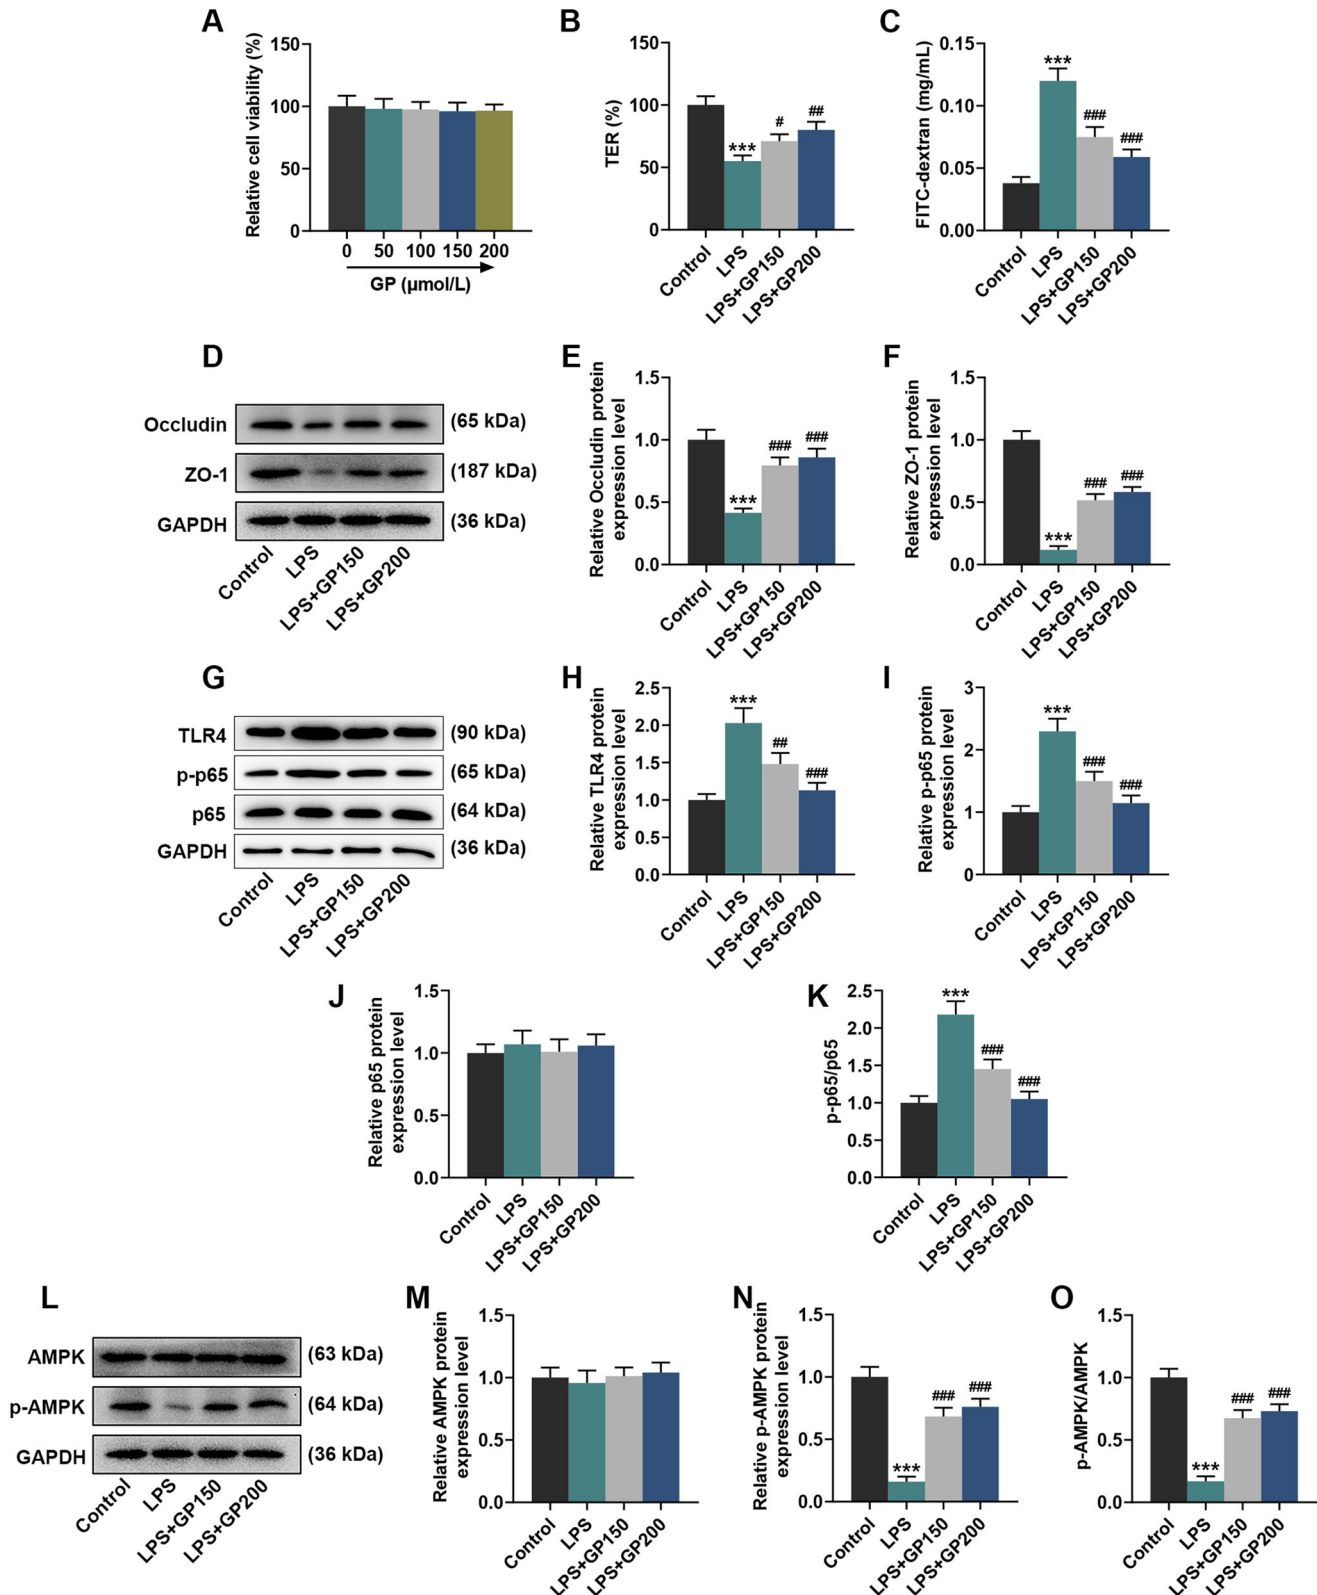 A
Relative cell viability (%)
150
100
50
0
0 50 100 150 200
GP (μmol/L)
B
TER (%)
150
100
50
0
***
#
##
Control
LPS
LPS+GP150
LPS+GP200
C
FITC-dextran (mg/mL)
0.15
0.10
0.05
0.00
***
###
###
Control
LPS
LPS+GP150
LPS+GP200
D
Occludin (65 kDa)
ZO-1 (187 kDa)
GAPDH (36 kDa)
Control
LPS
LPS+GP150
LPS+GP200
E
Relative Occludin protein
expression level
1.5
1.0
0.5
0.0
***
###
###
Control
LPS
LPS+GP150
LPS+GP200
F
Relative ZO-1 protein
expression level
1.5
1.0
0.5
0.0
***
###
###
Control
LPS
LPS+GP150
LPS+GP200
G
TLR4 (90 kDa)
p-p65 (65 kDa)
p65 (64 kDa)
GAPDH (36 kDa)
Control
LPS
LPS+GP150
LPS+GP200
H
Relative TLR4 protein
expression level
2.5
2.0
1.5
1.0
0.5
0.0
***
##
###
Control
LPS
LPS+GP150
LPS+GP200
I
Relative p-p65 protein
expression level
3
2
1
0
***
###
###
Control
LPS
LPS+GP150
LPS+GP200
J
Relative p65 protein
expression level
1.5
1.0
0.5
0.0
Control
LPS
LPS+GP150
LPS+GP200
K
p-p65/p65
2.5
2.0
1.5
1.0
0.5
0.0
***
###
###
Control
LPS
LPS+GP150
LPS+GP200
L
AMPK (63 kDa)
p-AMPK (64 kDa)
GAPDH (36 kDa)
Control
LPS
LPS+GP150
LPS+GP200
M
Relative AMPK protein
expression level
1.5
1.0
0.5
0.0
Control
LPS
LPS+GP150
LPS+GP200
N
Relative p-AMPK protein
expression level
1.5
1.0
0.5
0.0
***
###
###
Control
LPS
LPS+GP150
LPS+GP200
O
p-AMPK/AMPK
1.5
1.0
0.5
0.0
***
###
###
Control
LPS
LPS+GP150
LPS+GP200